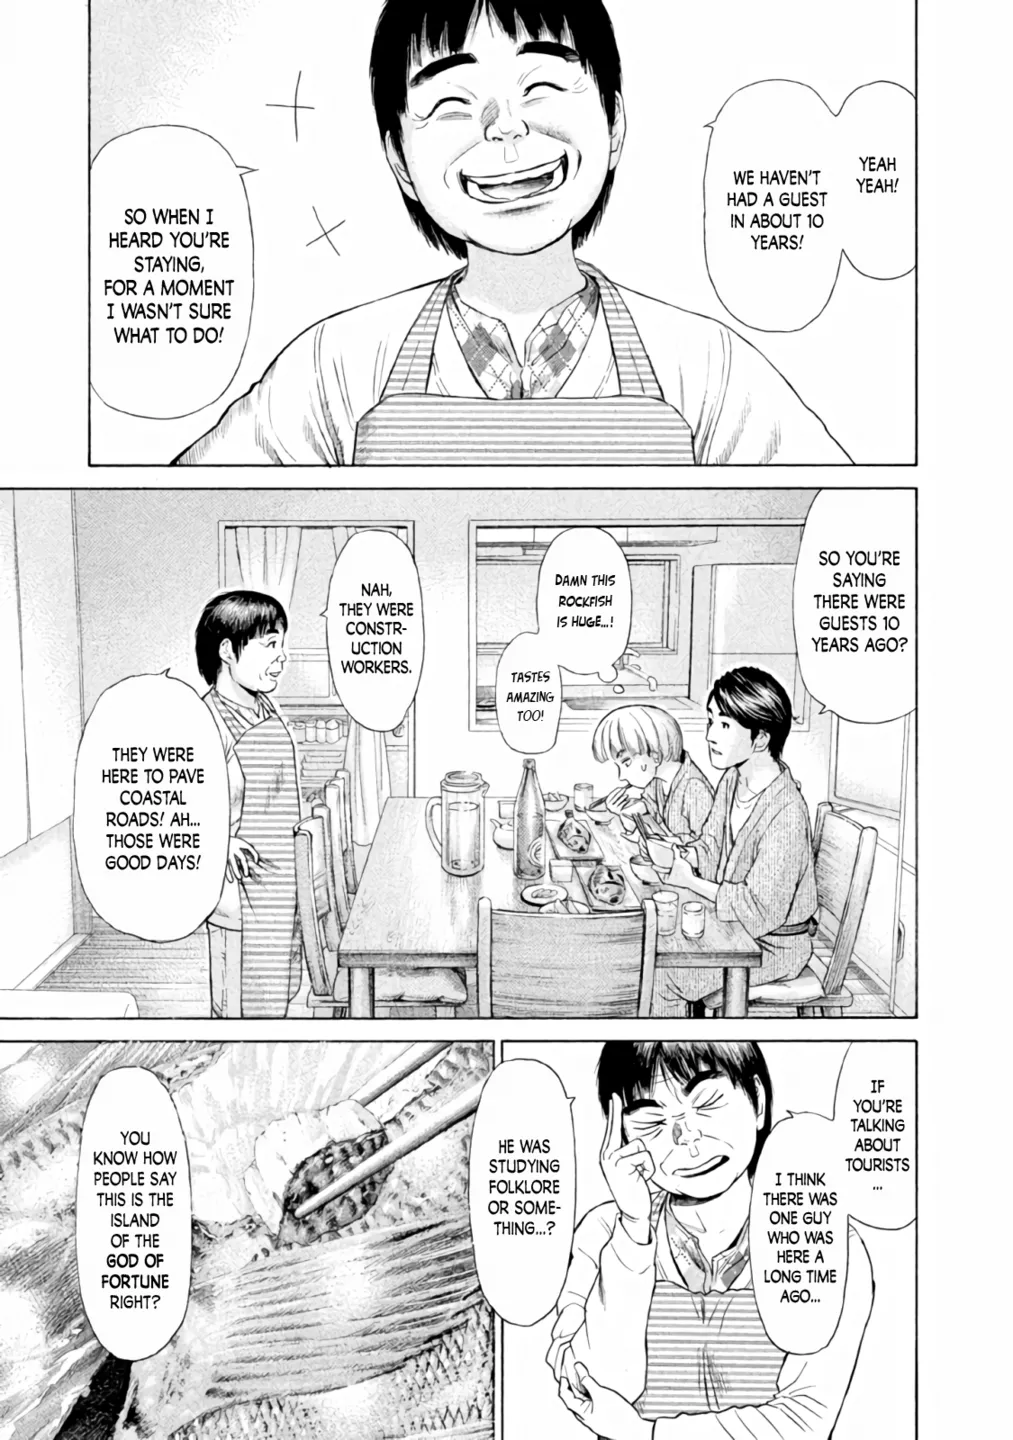 YEAH
YEAH!
WE HAVEN'T
HAD A GUEST
IN ABOUT 10
YEARS!
SO WHEN I
HEARD YOU'RE
STAYING,
FOR A MOMENT
I WASN'T SURE
WHAT TO DO!
SO YOU'RE
SAYING
THERE WERE
GUESTS 10
YEARS AGO?
DAMN THIS
ROCKFISH
IS HUGE...!
TASTES
AMAZING
TOO!
NAH,
THEY WERE
CONSTR-
UCTION
WORKERS.
THEY WERE
HERE TO PAVE
COASTAL
ROADS! AH...
THOSE WERE
GOOD DAYS!
IF
YOU'RE
TALKING
ABOUT
TOURISTS
...
I THINK
THERE WAS
ONE GUY
WHO WAS
HERE A
LONG TIME
AGO...
HE WAS
STUDYING
FOLKLORE
OR SOME-
THING...?
YOU
KNOW HOW
PEOPLE SAY
THIS IS THE
ISLAND
OF THE
GOD OF
FORTUNE
RIGHT?